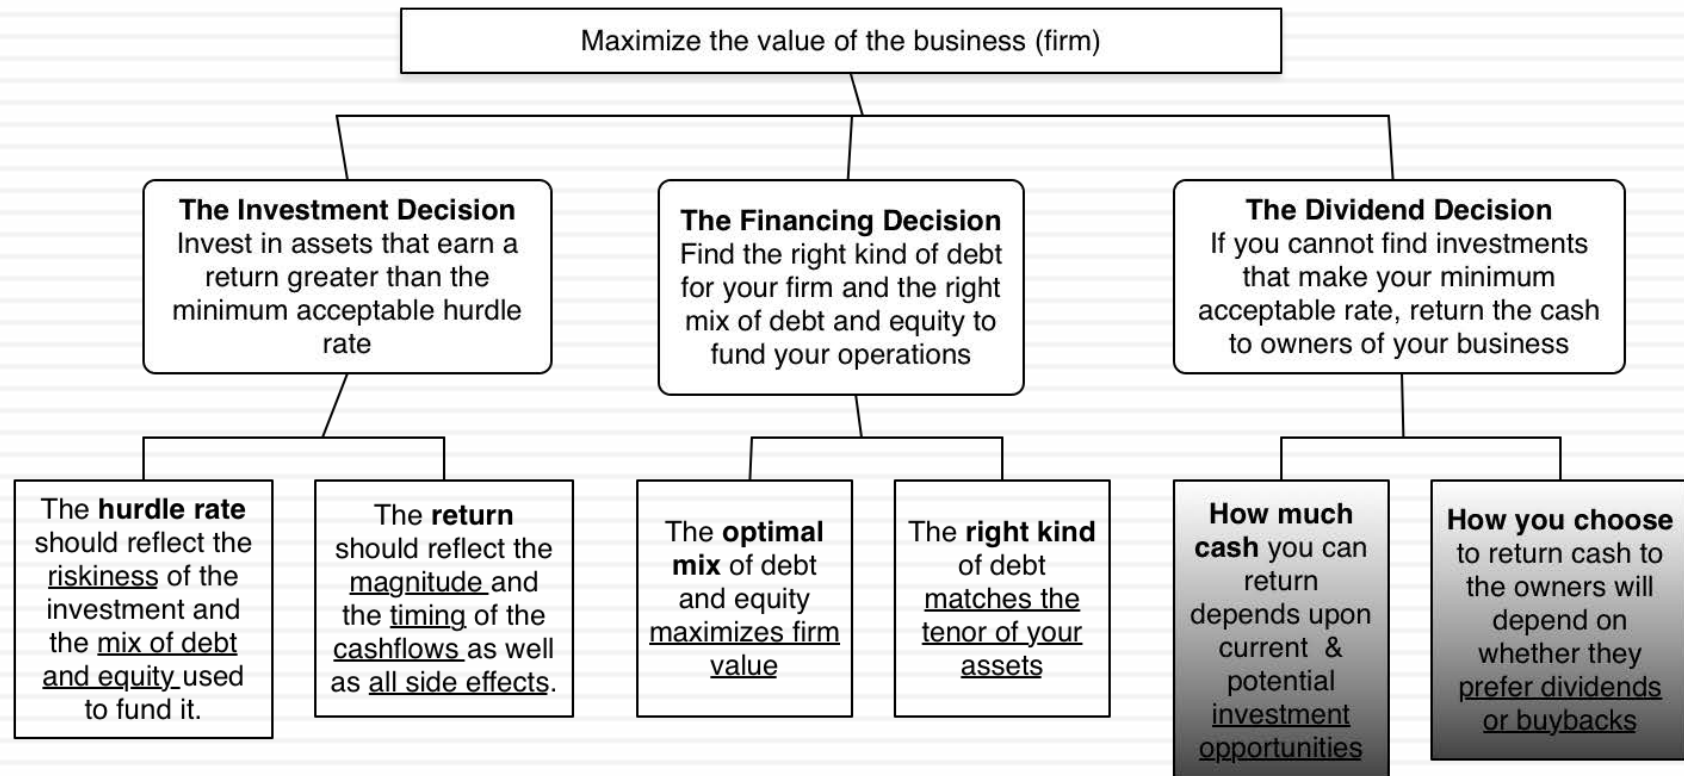 Maximize the value of the business (firm)
The Investment Decision
Invest in assets that earn a
return greater than the
minimum acceptable hurdle
rate
The Financing Decision
Find the right kind of debt
for your firm and the right
mix of debt and equity to
fund your operations
The Dividend Decision
If you cannot find investments
that make your minimum
acceptable rate, return the cash
to owners of your business
The hurdle rate
should reflect the
riskiness of the
investment and
the mix of debt
and equity used
to fund it.
The return
should reflect the
magnitude and
the timing of the
cashflows as well
as all side effects.
The optimal
mix of debt
and equity
maximizes firm
value
The right kind
of debt
matches the
tenor of your
assets
How much
cash you can
return
depends upon
current &
potential
investment
opportunities
How you choose
to return cash to
the owners will
depend on
whether they
prefer dividends
or buybacks